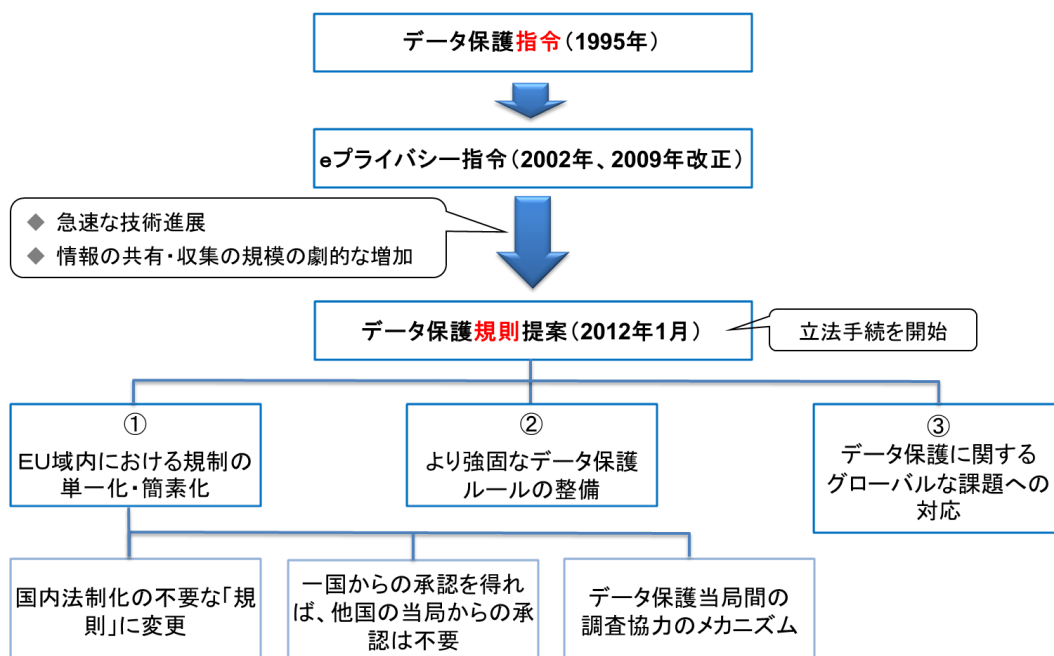 データ保護指令（1995年）
eプライバシー指令（2002年、2009年改正）
◆ 急速な技術進展
◆ 情報の共有・収集の規模の劇的な増加
データ保護規則提案（2012年1月）
立法手続を開始
①
EU域内における規制の
単一化・簡素化
②
より強固なデータ保護
ルールの整備
③
データ保護に関する
グローバルな課題への
対応
国内法制化の不要な「規
則」に変更
一国からの承認を得れ
ば、他国の当局からの承
認は不要
データ保護当局間の
調査協力のメカニズム